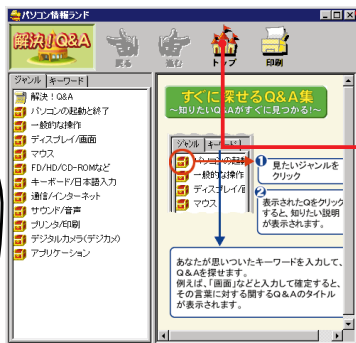 パソコン情報ランド
解決!Q&A
戻る
進む
トップ
印刷
ジャンル
キーワード
解決!Q&A
パソコンの起動と終了
一般的な操作
ディスプレイ/画面
マウス
FD/HD/CD-ROMなど
キーボード/日本語入力
通信/インターネット
サウンド/音声
プリンタ/印刷
デジタルカメラ(デジカメ)
アプリケーション
すぐに探せるQ&A集
~知りたいQ&Aがすぐに見つかる!~
ジャンル
キーワード
パソコンの起動
一般的な操作
ディスプレイ/画
マウス
1
見たいジャンルを
クリック
2
表示されたQをクリック
すると、知りたい説明
が表示されます。
あなたが思いついたキーワードを入力して、
Q&Aを探せます。
例えば、「画面」などと入力して確定すると、
その言葉に対する関するQ&Aのタイトル
が表示されます。